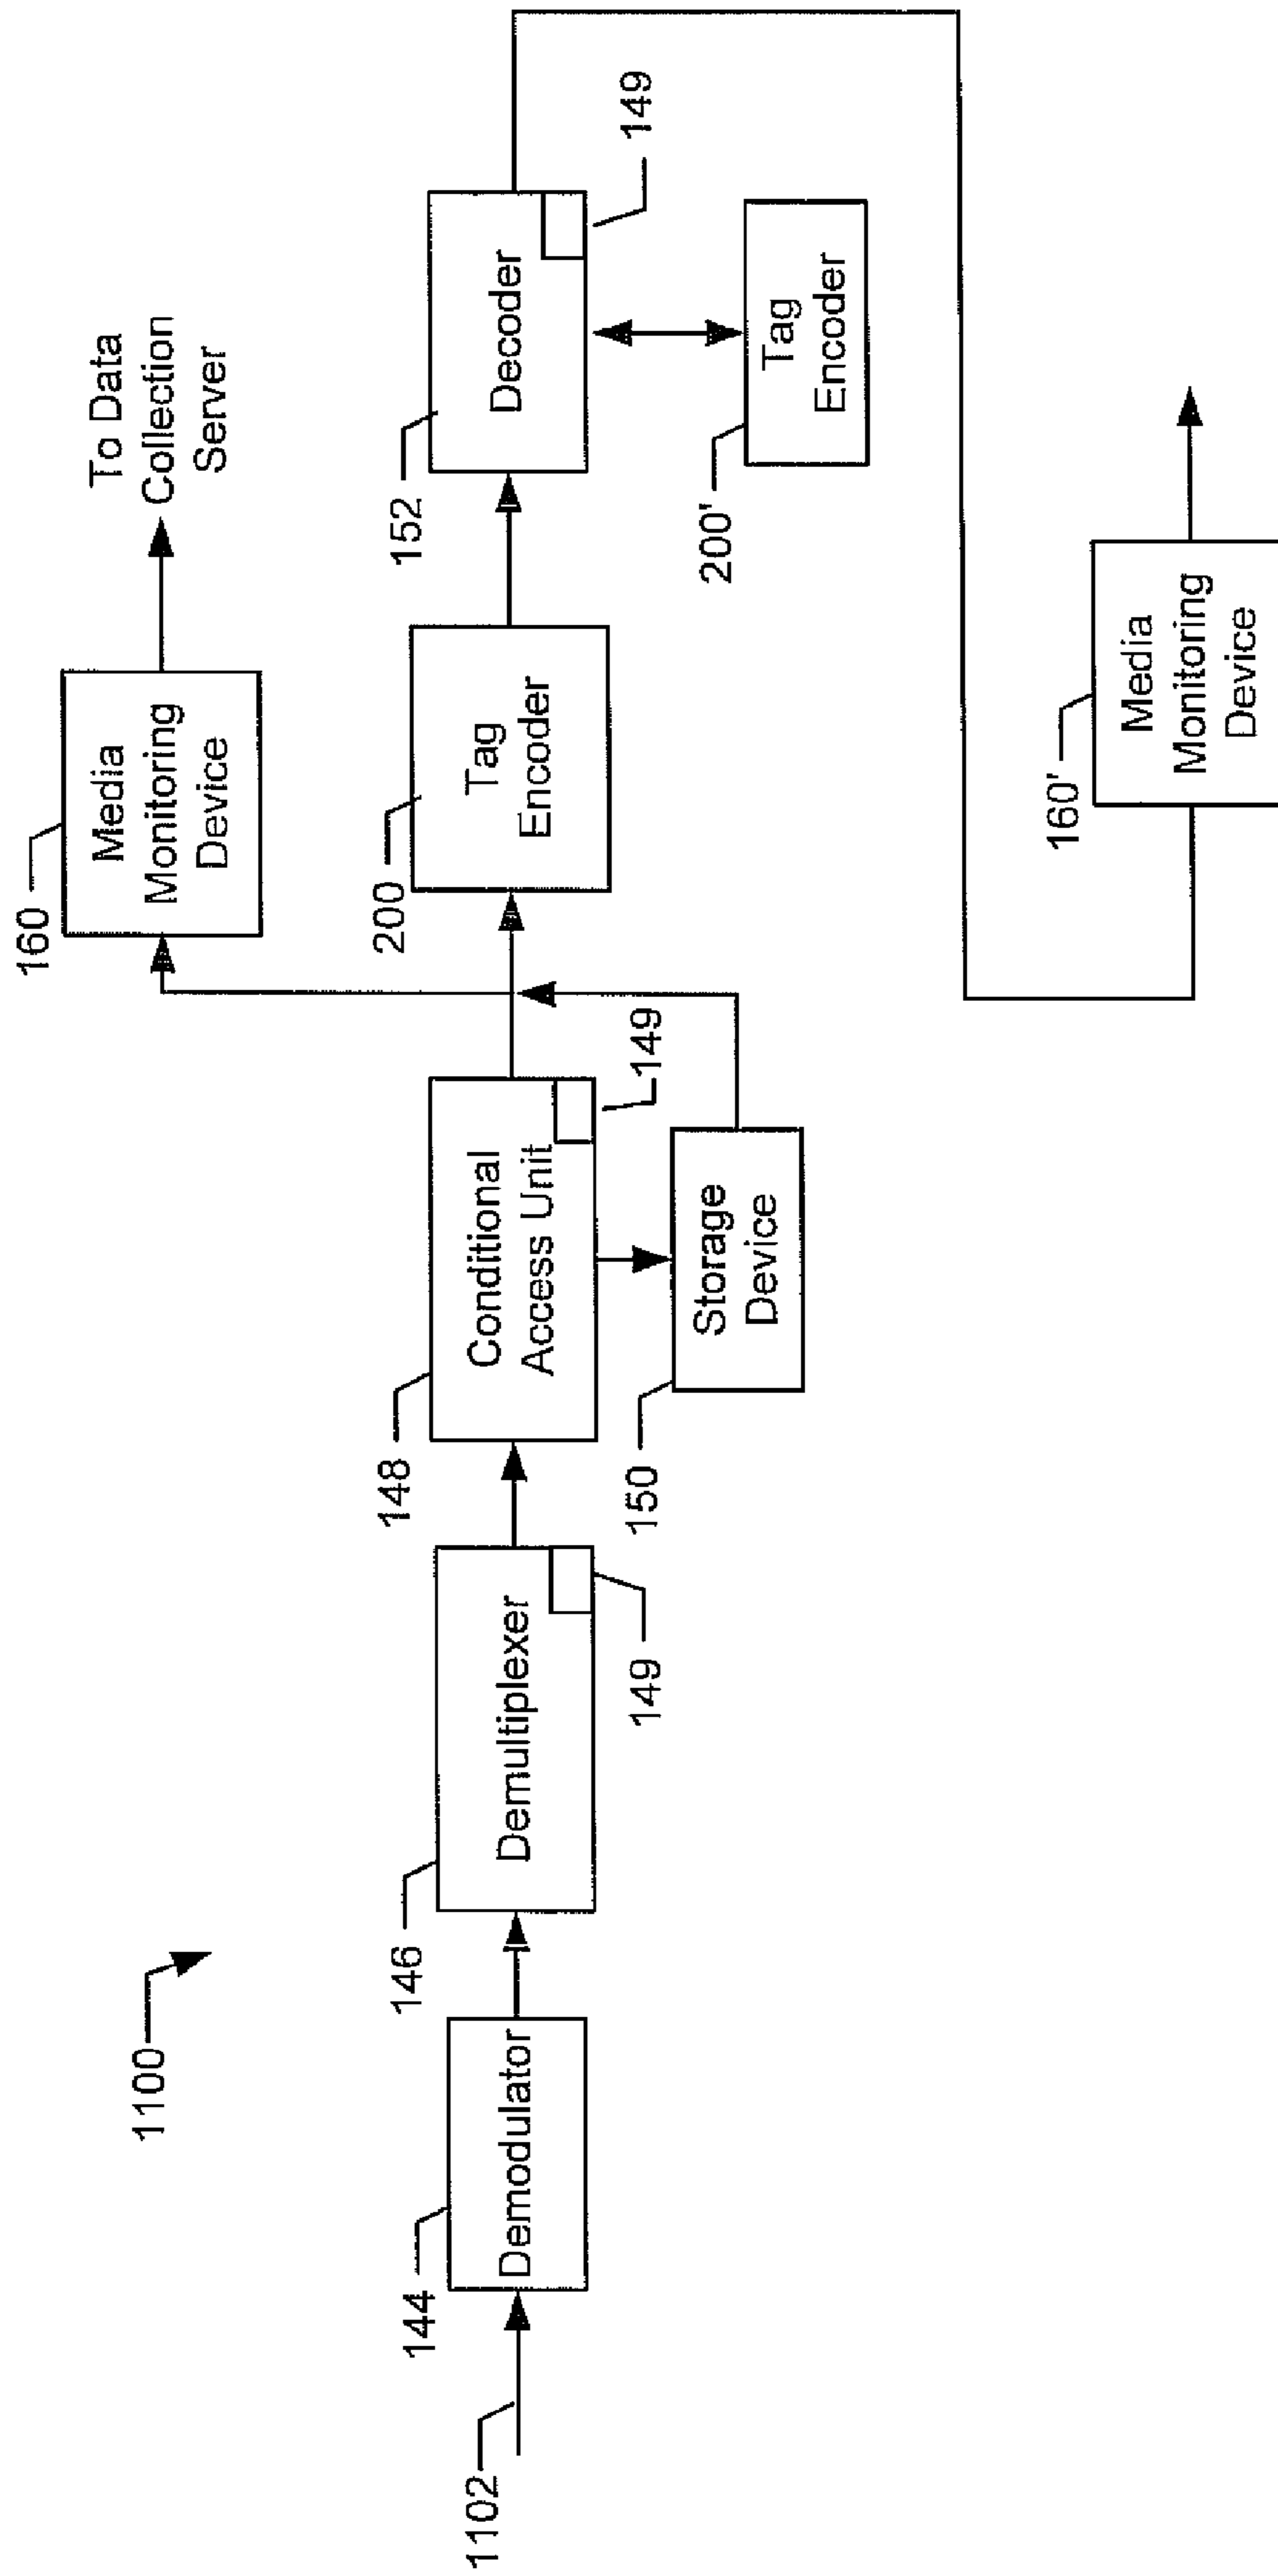 1100
1102
144
Demodulator
146
Demultiplexer
149
148
Conditional
Access Unit
149
150
Storage
Device
160
Media
Monitoring
Device
To Data
Collection
Server
200
Tag
Encoder
152
Decoder
149
200'
Tag
Encoder
160'
Media
Monitoring
Device